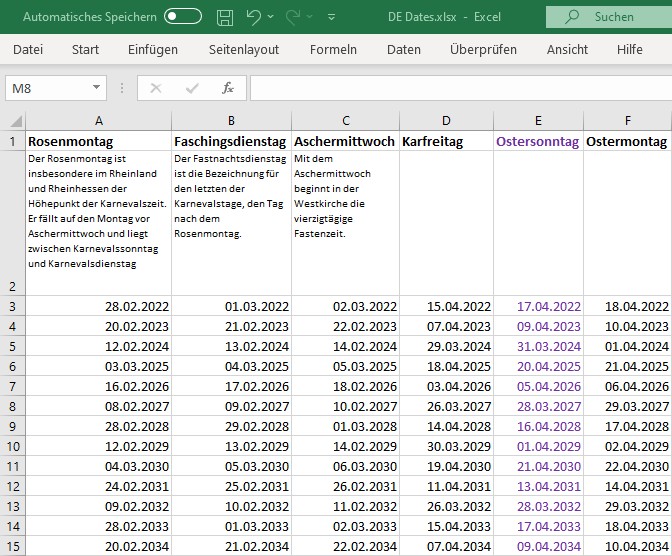 Automatisches Speichern DE Dates.xlsx - Excel Suchen
Datei Start Einfügen Seitenlayout Formeln Daten Überprüfen Ansicht Hilfe
M8 fx
A B C D E F
1 Rosenmontag Faschingsdienstag Aschermittwoch Karfreitag Ostersonntag Ostermontag
Der Rosenmontag ist
insbesondere im Rheinland
und Rheinhessen der
Höhepunkt der Karnevalszeit.
Er fällt auf den Montag vor
Aschermittwoch und liegt
zwischen Karnevalssonntag
und Karnevalsdienstag
Der Fastnachtsdienstag
ist die Bezeichnung für
den letzten der
Karnevalstage, den Tag
nach dem
Rosenmontag.
Mit dem
Aschermittwoch
beginnt in der
Westkirche die
vierzigtägige
Fastenzeit.
2
3 28.02.2022 01.03.2022 02.03.2022 15.04.2022 17.04.2022 18.04.2022
4 20.02.2023 21.02.2023 22.02.2023 07.04.2023 09.04.2023 10.04.2023
5 12.02.2024 13.02.2024 14.02.2024 29.03.2024 31.03.2024 01.04.2024
6 03.03.2025 04.03.2025 05.03.2025 18.04.2025 20.04.2025 21.04.2025
7 16.02.2026 17.02.2026 18.02.2026 03.04.2026 05.04.2026 06.04.2026
8 08.02.2027 09.02.2027 10.02.2027 26.03.2027 28.03.2027 29.03.2027
9 28.02.2028 29.02.2028 01.03.2028 14.04.2028 16.04.2028 17.04.2028
10 12.02.2029 13.02.2029 14.02.2029 30.03.2029 01.04.2029 02.04.2029
11 04.03.2030 05.03.2030 06.03.2030 19.04.2030 21.04.2030 22.04.2030
12 24.02.2031 25.02.2031 26.02.2031 11.04.2031 13.04.2031 14.04.2031
13 09.02.2032 10.02.2032 11.02.2032 26.03.2032 28.03.2032 29.03.2032
14 28.02.2033 01.03.2033 02.03.2033 15.04.2033 17.04.2033 18.04.2033
15 20.02.2034 21.02.2034 22.02.2034 07.04.2034 09.04.2034 10.04.2034